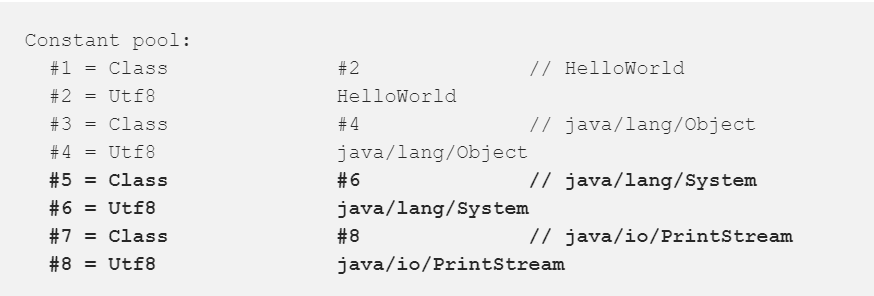 Constant pool:
#1 = Class #2 // HelloWorld
#2 = Utf8 HelloWorld
#3 = Class #4 // java/lang/Object
#4 = Utf8 java/lang/Object
#5 = Class #6 // java/lang/System
#6 = Utf8 java/lang/System
#7 = Class #8 // java/io/PrintStream
#8 = Utf8 java/io/PrintStream